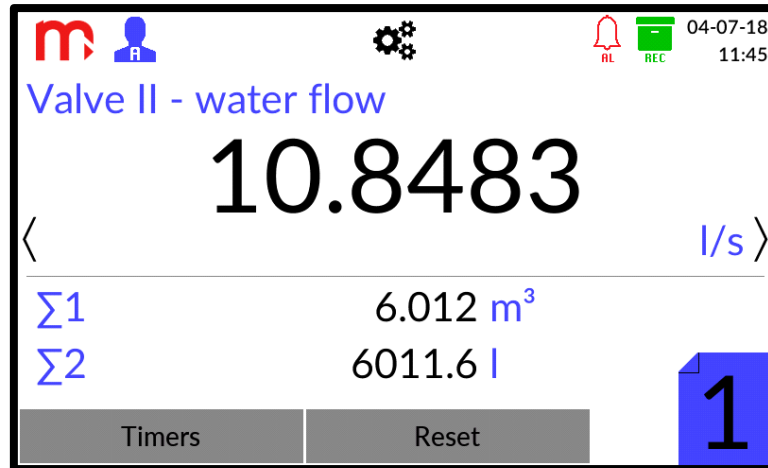 m A AL REC 04-07-18
11:45
Valve II - water flow
10.8483
l/s
∑1 6.012 m³
∑2 6011.6 l
1
Timers Reset